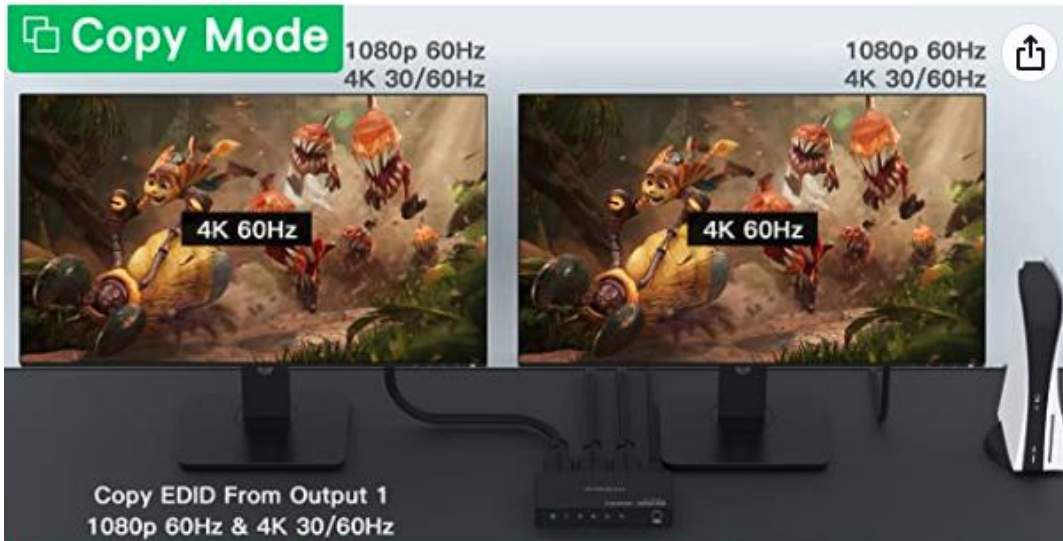 Copy Mode
1080p 60Hz
4K 30/60Hz
1080p 60Hz
4K 30/60Hz
4K 60Hz
4K 60Hz
Copy EDID From Output 1
1080p 60Hz & 4K 30/60Hz